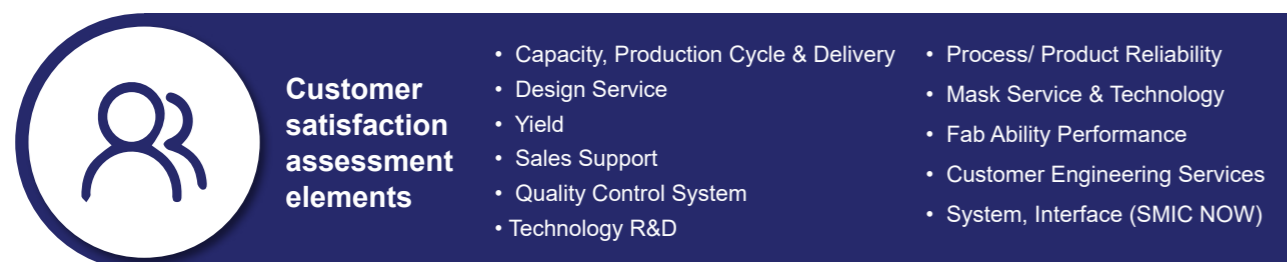 Customer
satisfaction
assessment
elements
• Capacity, Production Cycle & Delivery
• Design Service
• Yield
• Sales Support
• Quality Control System
• Technology R&D
• Process/ Product Reliability
• Mask Service & Technology
• Fab Ability Performance
• Customer Engineering Services
• System, Interface (SMIC NOW)